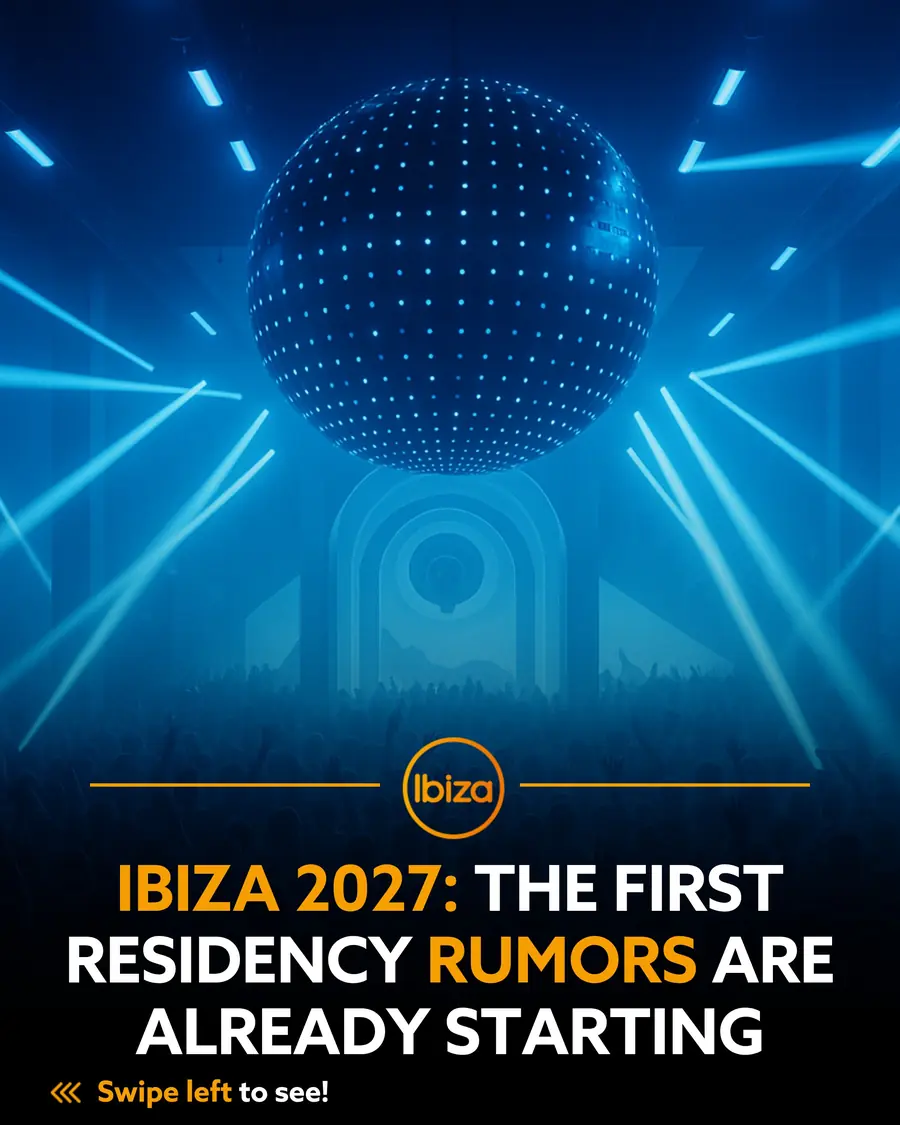 Ibiza
IBIZA 2027: THE FIRST
RESIDENCY RUMORS ARE
ALREADY STARTING
Swipe left to see!